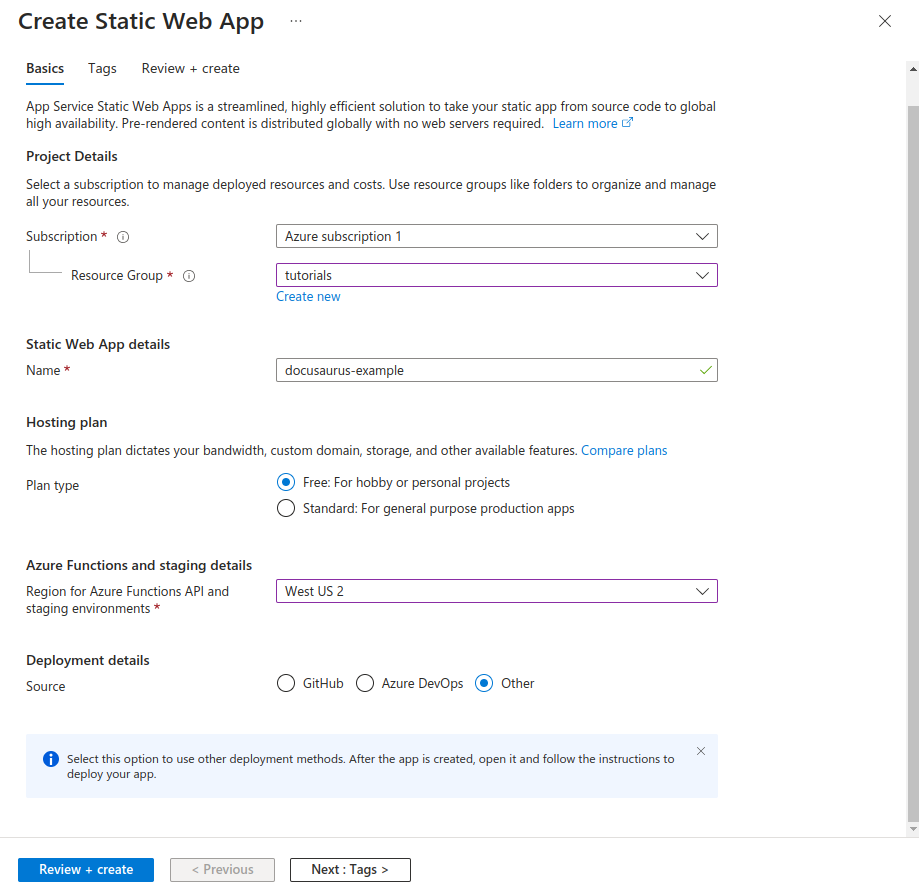 Create Static Web App ...
Basics Tags Review + create
App Service Static Web Apps is a streamlined, highly efficient solution to take your static app from source code to global
high availability. Pre-rendered content is distributed globally with no web servers required. Learn more
Project Details
Select a subscription to manage deployed resources and costs. Use resource groups like folders to organize and manage
all your resources.
Subscription * Azure subscription 1
Resource Group * tutorials
Create new
Static Web App details
Name * docusaurus-example
Hosting plan
The hosting plan dictates your bandwidth, custom domain, storage, and other available features. Compare plans
Plan type Free: For hobby or personal projects
Standard: For general purpose production apps
Azure Functions and staging details
Region for Azure Functions API and West US 2
staging environments *
Deployment details
Source GitHub Azure DevOps Other
Select this option to use other deployment methods. After the app is created, open it and follow the instructions to
deploy your app.
Review + create < Previous Next : Tags >